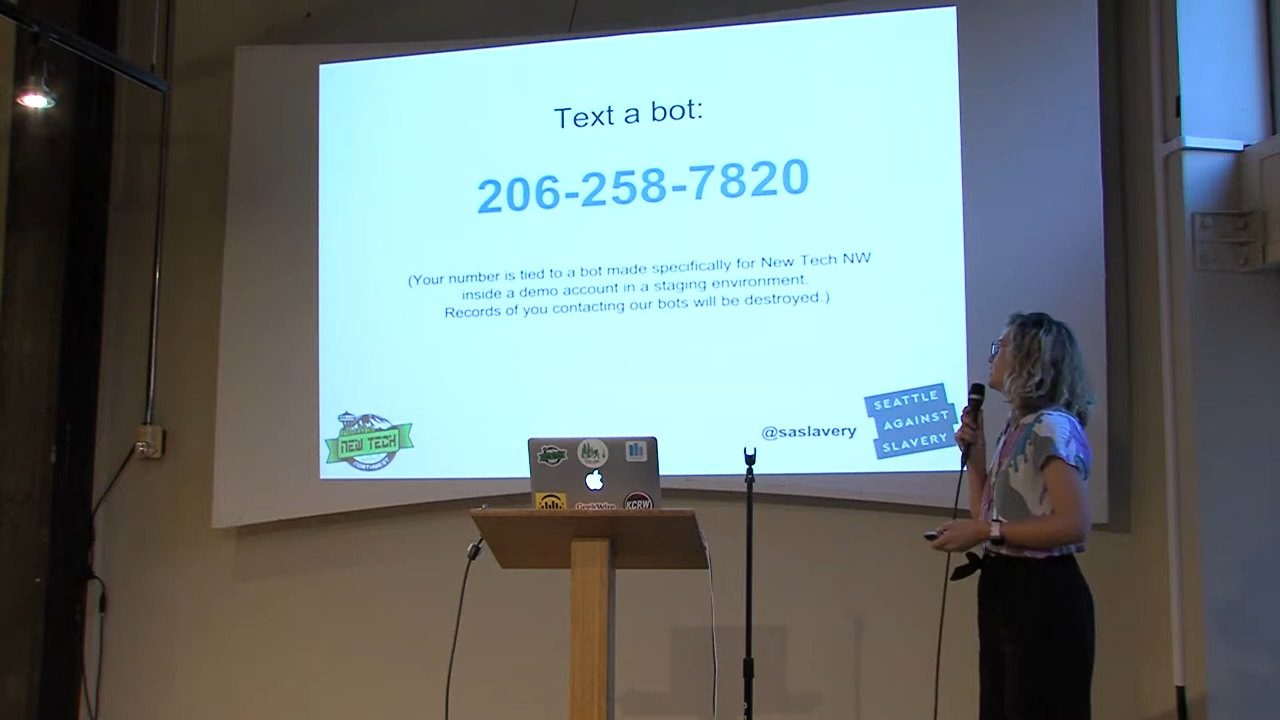 Text a bot:
206-258-7820
(Your number is tied to a bot made specifically for New Tech NW
inside a demo account in a staging environment.
Records of you contacting our bots will be destroyed.)
NEW TECH
NORTHWEST
@saslavery
SEATTLE
AGAINST
SLAVERY
GeekWire
KCRW